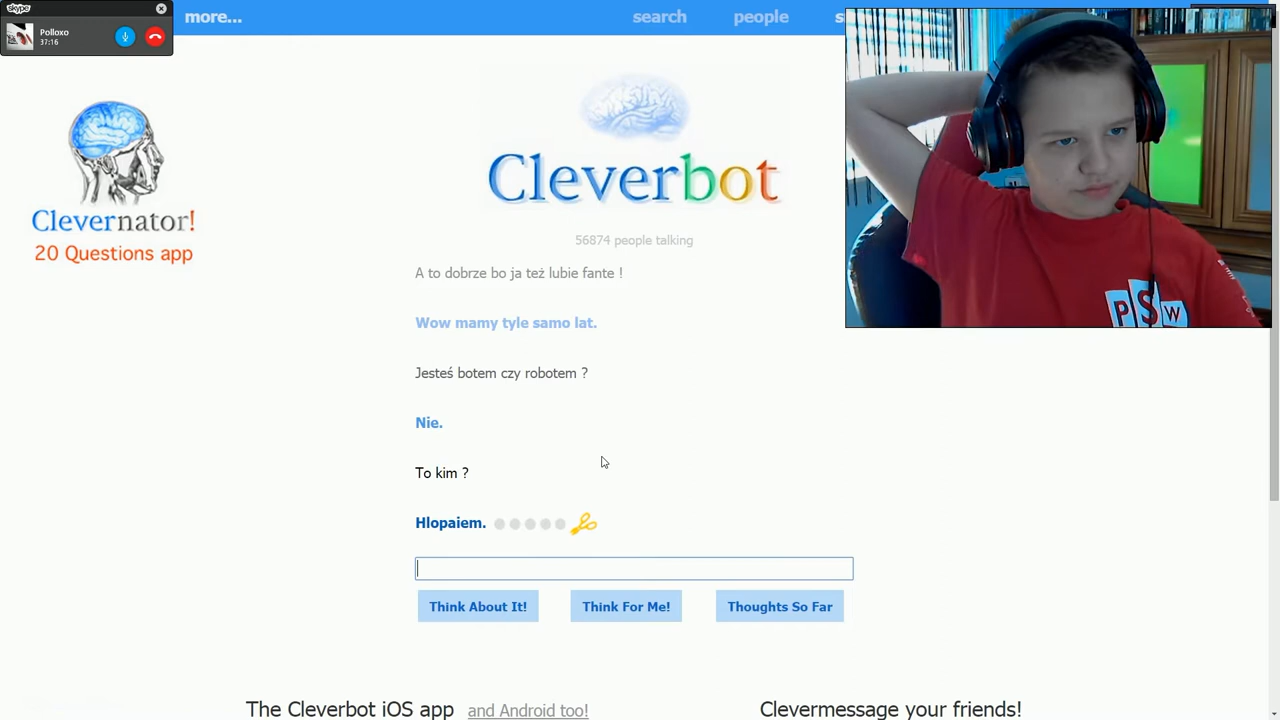 skype
Polloxo
37:16
more...
search
people
Clevernator!
20 Questions app
Cleverbot
56874 people talking
A to dobrze bo ja też lubie fante !
Wow mamy tyle samo lat.
Jesteś botem czy robotem ?
Nie.
To kim ?
Hlopaiem.
Think About It!
Think For Me!
Thoughts So Far
The Cleverbot iOS app
and Android too!
Clevermessage your friends!
PSW